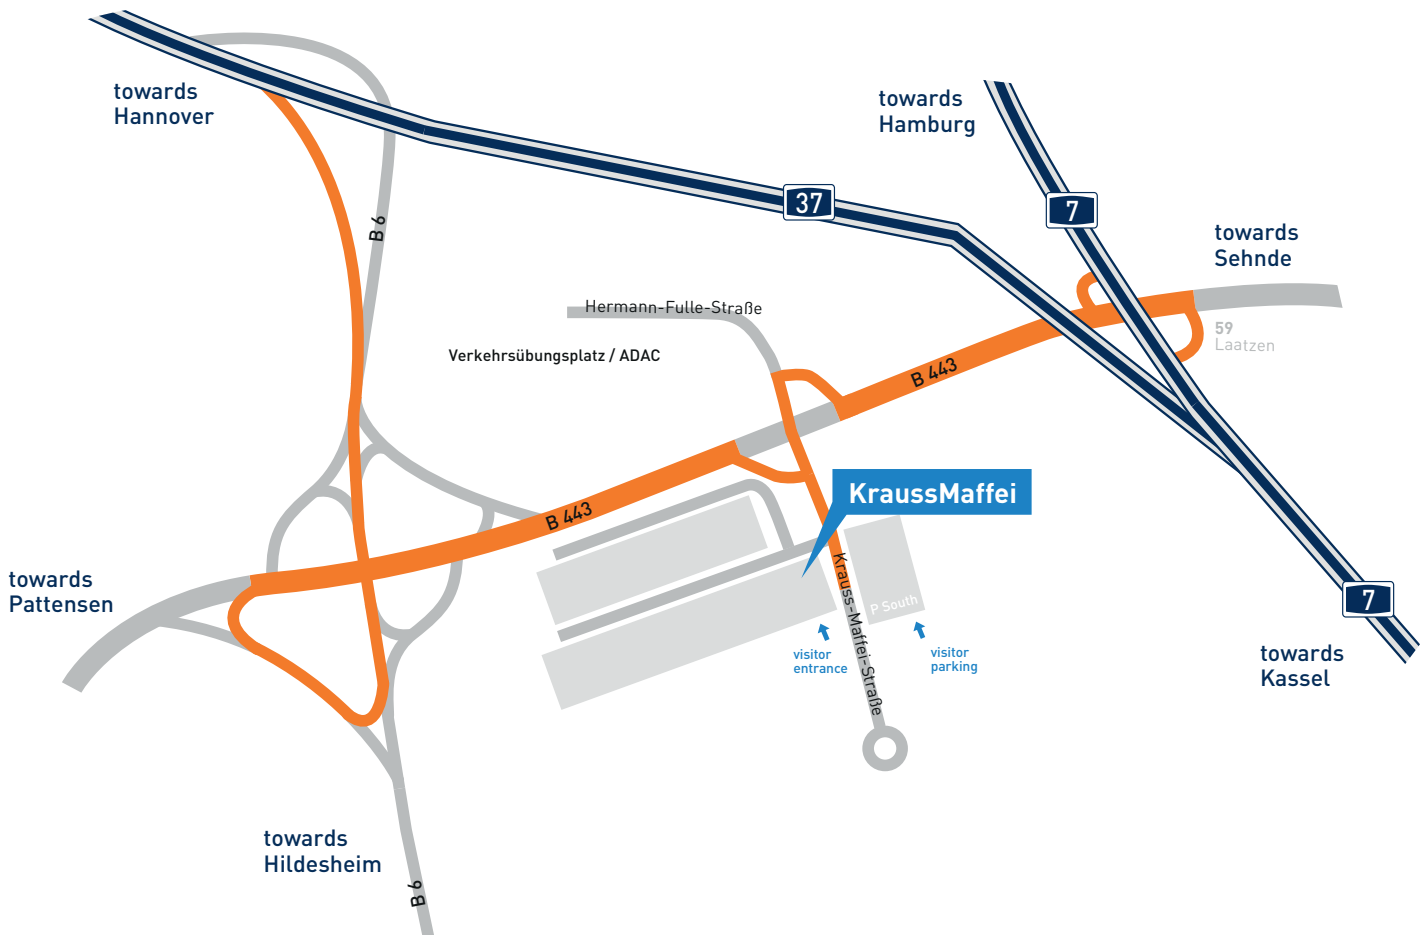 towards
Hannover
towards
Hamburg
37
7
B 6
towards
Sehnde
Hermann-Fulle-Straße
59
Laatzen
Verkehrsübungsplatz / ADAC
B 443
KraussMaffei
B 443
Krauss-Maffei-Straße
towards
Pattensen
P South
7
visitor
entrance
visitor
parking
towards
Kassel
towards
Hildesheim
B 6